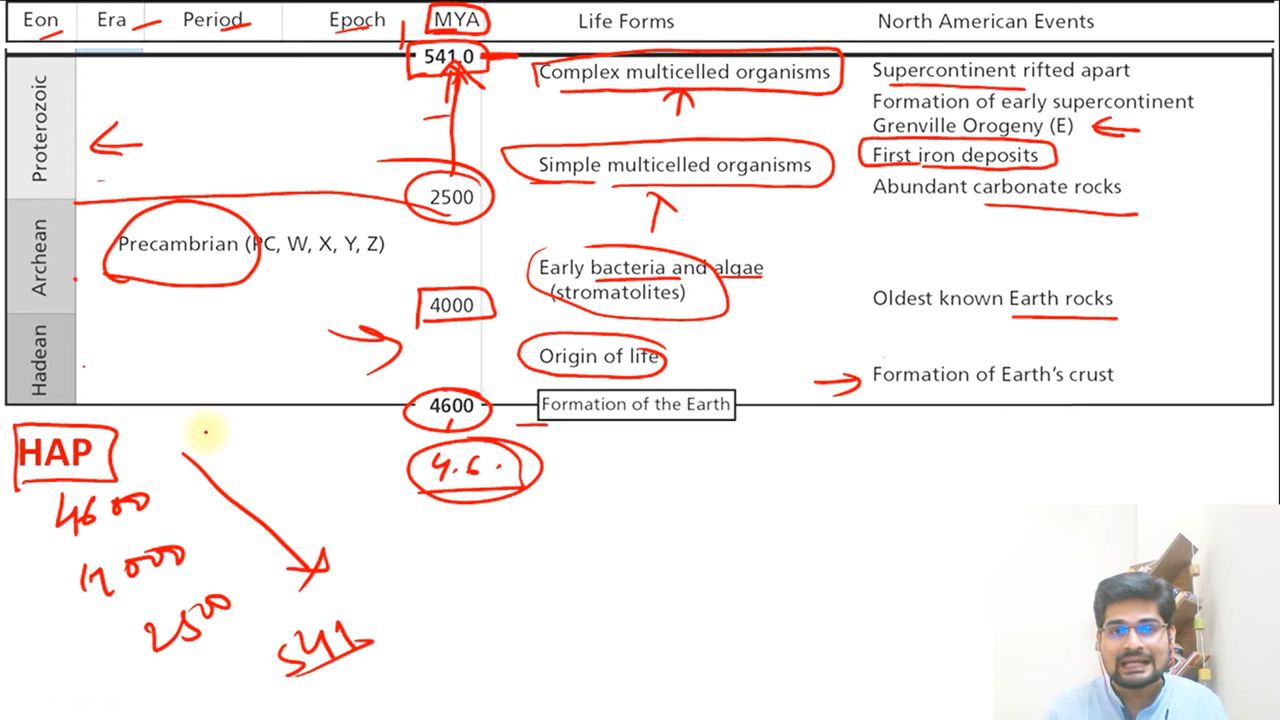 Eon Era Period Epoch MYA Life Forms North American Events
541.0
Complex multicelled organisms Supercontinent rifted apart
Formation of early supercontinent
Grenville Orogeny (E)
Proterozoic
Simple multicelled organisms First iron deposits
2500 Abundant carbonate rocks
Archean
Precambrian (PC, W, X, Y, Z)
Early bacteria and algae
(stromatolites)
4000 Oldest known Earth rocks
Hadean
Origin of life
Formation of Earth's crust
4600 Formation of the Earth
HAP
4.6.
4600
4000
2500
541